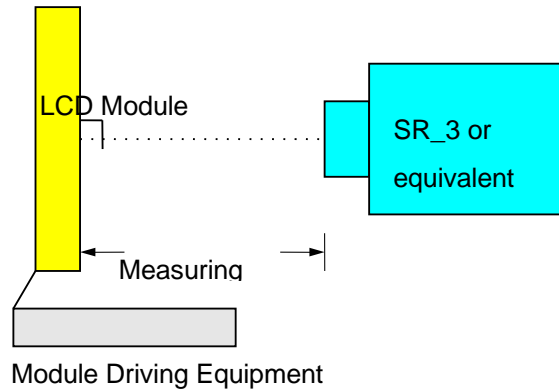 LCD Module
SR_3 or
equivalent
Measuring
Module Driving Equipment